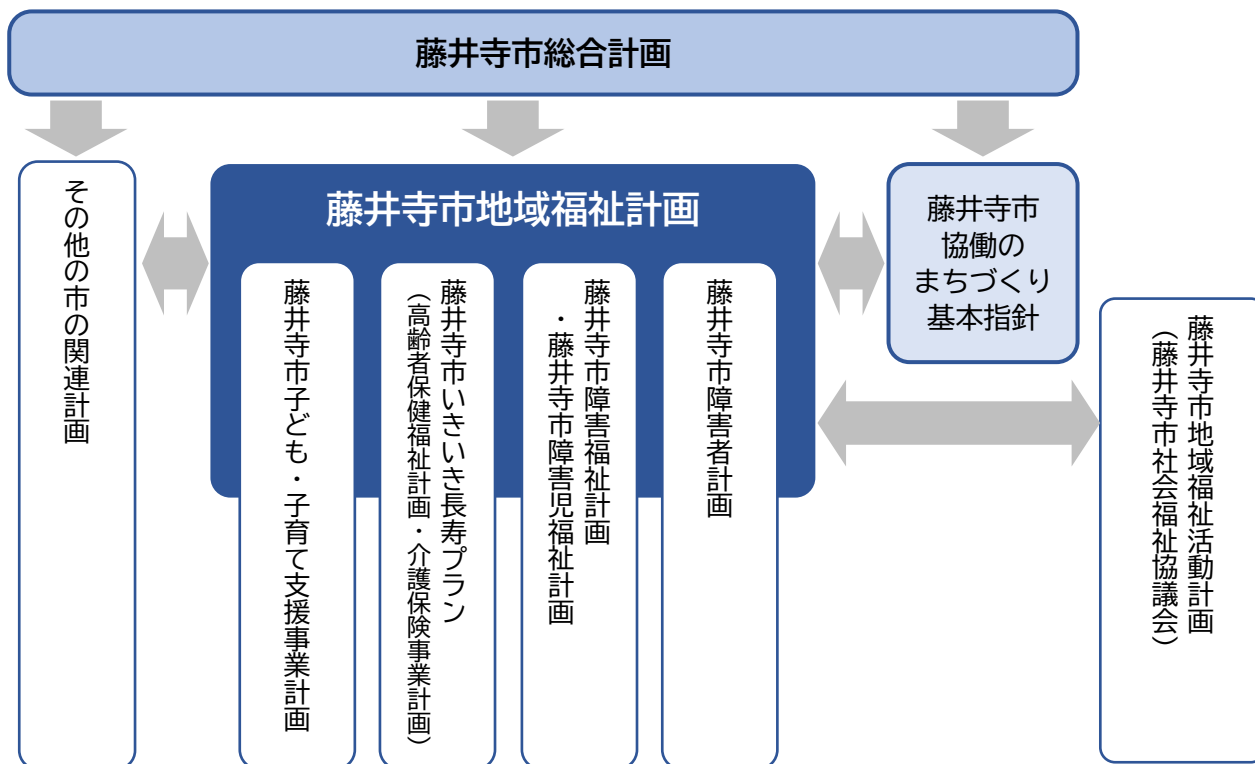 藤井寺市総合計画
その他の市の関連計画
藤井寺市地域福祉計画
藤井寺市子ども・子育て支援事業計画
藤井寺市いきいき長寿プラン
（高齢者保健福祉計画・介護保険事業計画）
藤井寺市障害福祉計画
・藤井寺市障害児福祉計画
藤井寺市障害者計画
藤井寺市
協働の
まちづくり
基本指針
藤井寺市地域福祉活動計画
（藤井寺市社会福祉協議会）